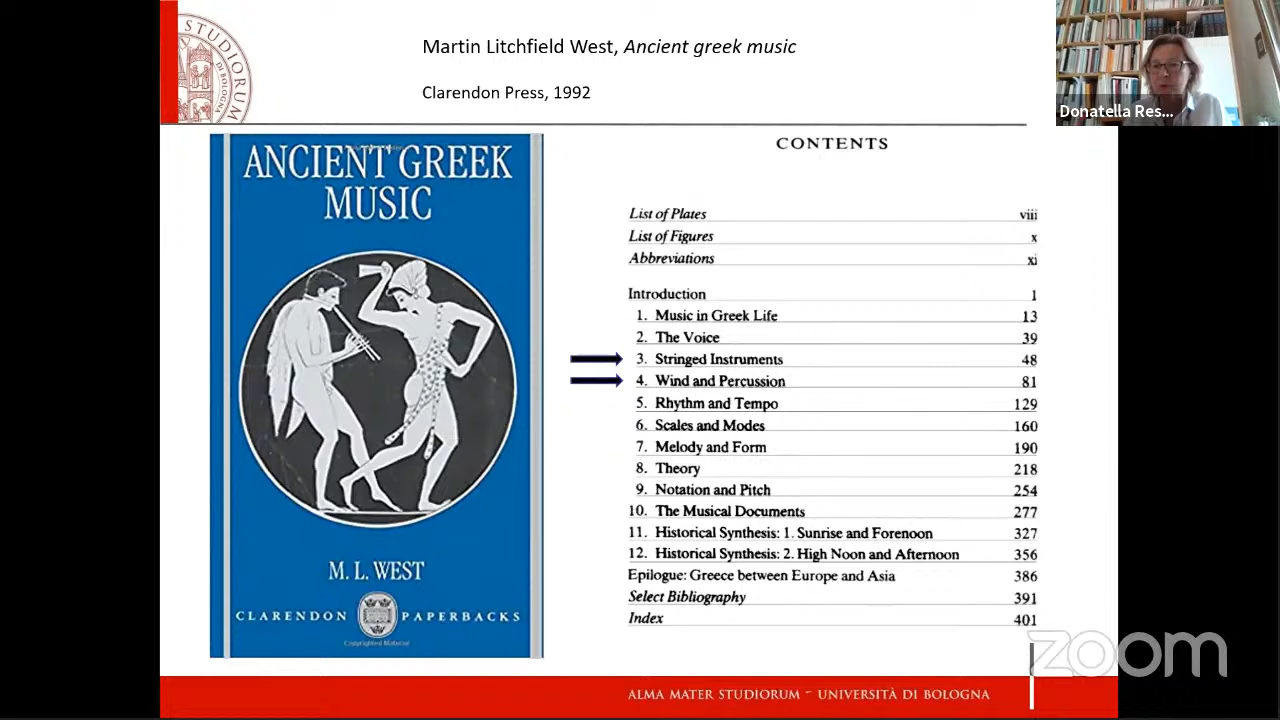 Martin Litchfield West, Ancient greek music
Clarendon Press, 1992
STUDIORUM
DI BOLOGNA
Donatella Res...
ANCIENT GREEK
MUSIC
M. L. WEST
CLARENDON PAPERBACKS
Copyrighted Material
CONTENTS
List of Plates viii
List of Figures x
Abbreviations xi
Introduction 1
1. Music in Greek Life 13
2. The Voice 39
3. Stringed Instruments 48
4. Wind and Percussion 81
5. Rhythm and Tempo 129
6. Scales and Modes 160
7. Melody and Form 190
8. Theory 218
9. Notation and Pitch 254
10. The Musical Documents 277
11. Historical Synthesis: 1. Sunrise and Forenoon 327
12. Historical Synthesis: 2. High Noon and Afternoon 356
Epilogue: Greece between Europe and Asia 386
Select Bibliography 391
Index 401
zoom
ALMA MATER STUDIORUM ~ UNIVERSITÀ DI BOLOGNA